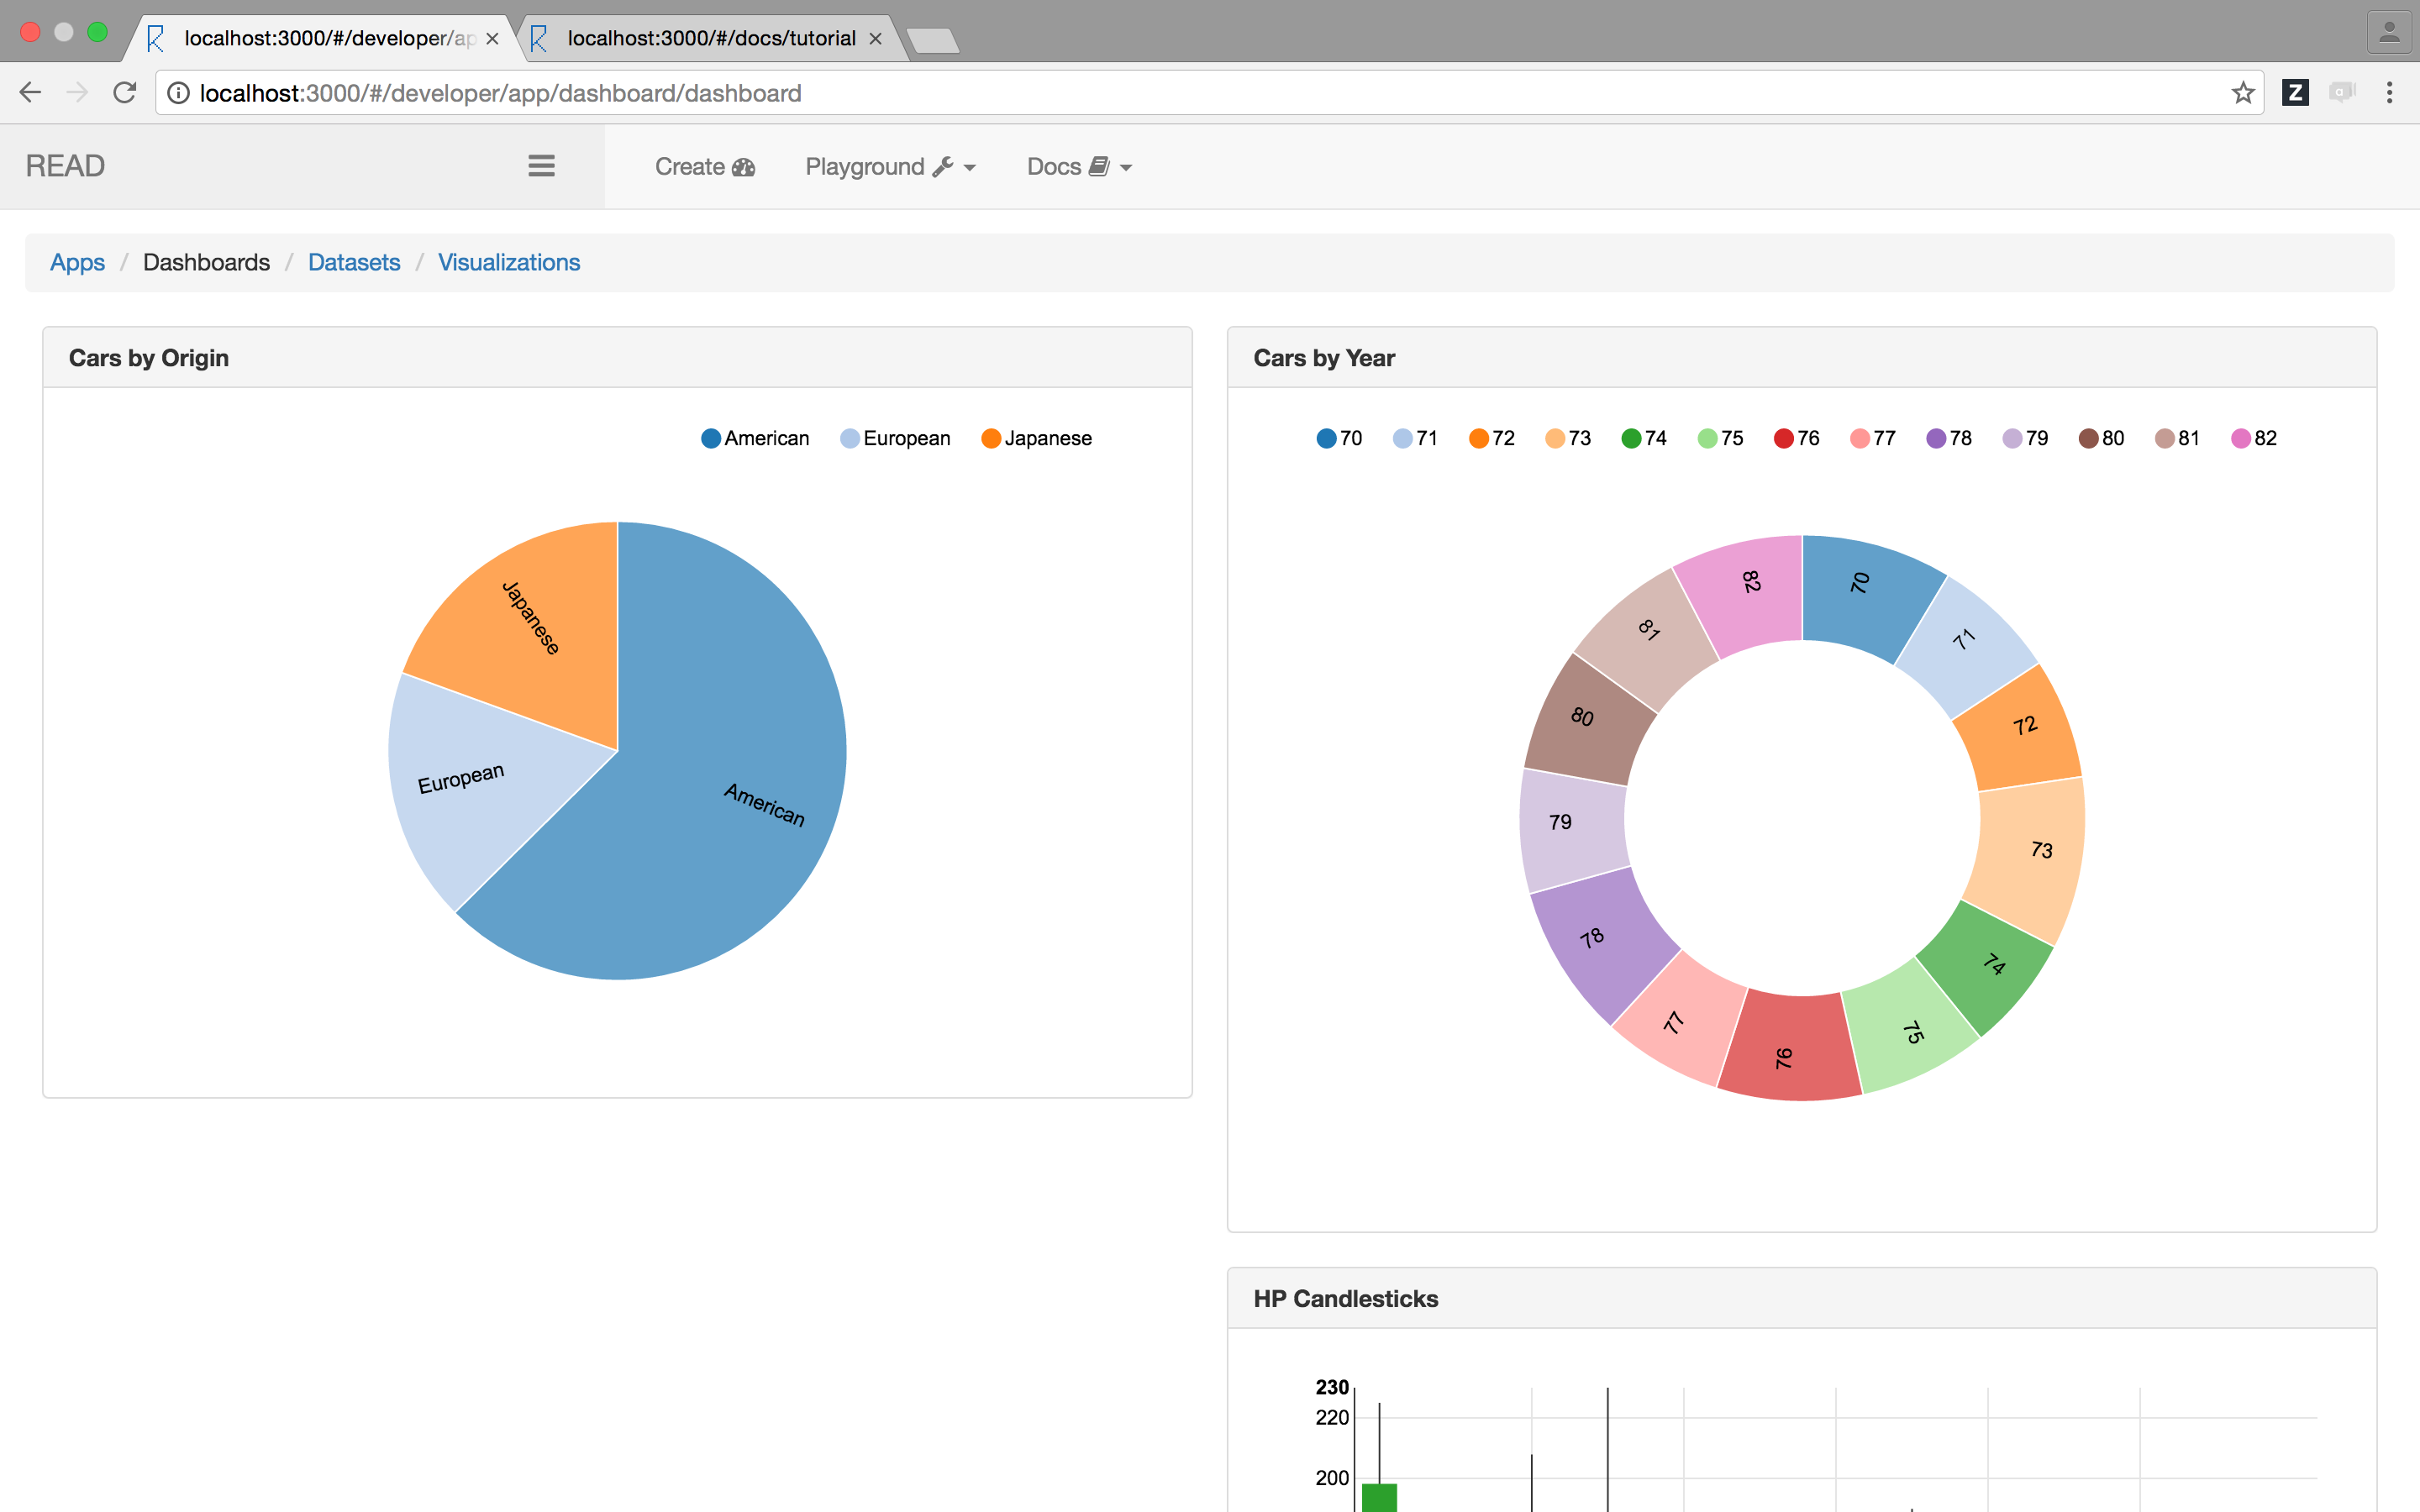 localhost:3000/#/developer/ap
localhost:3000/#/docs/tutorial
localhost:3000/#/developer/app/dashboard/dashboard
Z
a
READ
Create
Playground
Docs
Apps / Dashboards / Datasets / Visualizations
Cars by Origin
American European Japanese
Japanese
European
American
Cars by Year
70 71 72 73 74 75 76 77 78 79 80 81 82
82
70
81
71
80
72
79
73
78
74
77
75
76
HP Candlesticks
230
220
200